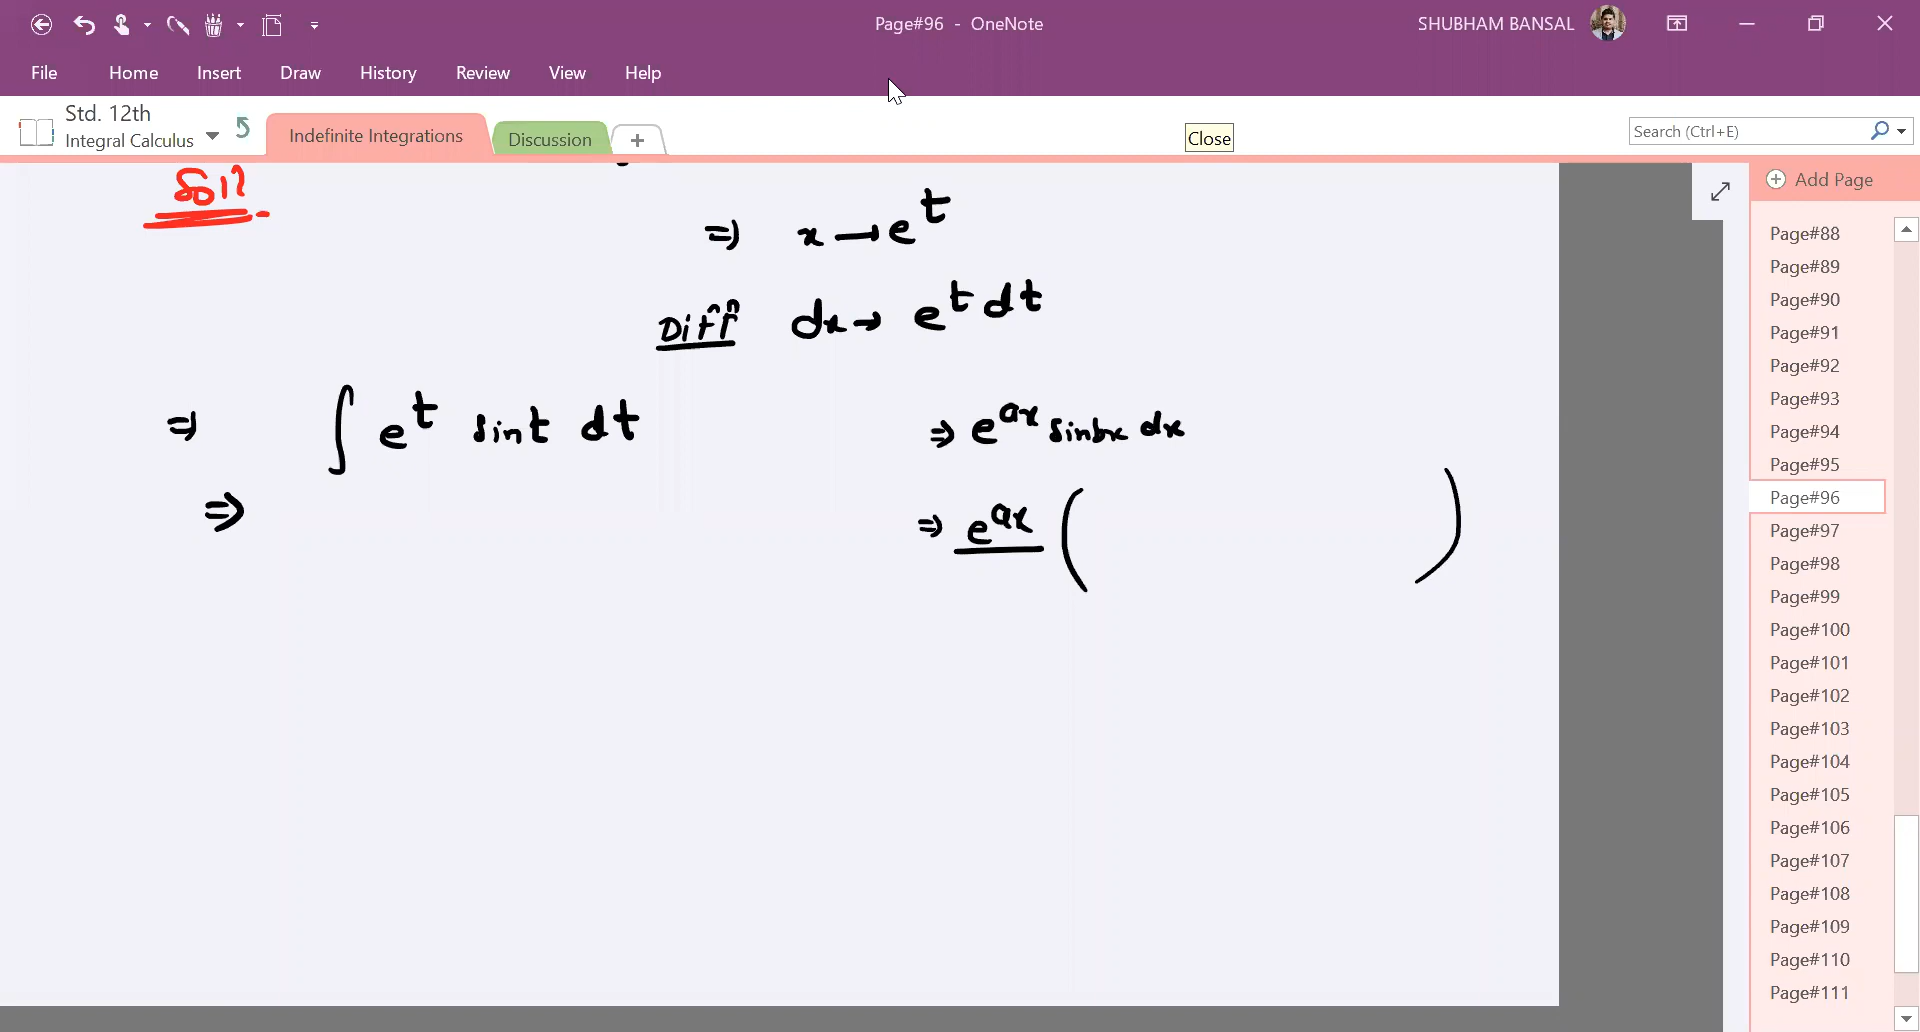 Page#96 - OneNote
SHUBHAM BANSAL
File Home Insert Draw History Review View Help
Std. 12th
Integral Calculus
Indefinite Integrations
Discussion
+
Close
Search (Ctrl+E)
Add Page
Sol?
⇒ x → e^t
Diffⁿ dx → e^t dt
⇒ ∫ e^t sint dt
⇒ e^ax sinbx dx
⇒
⇒ e^ax ( )
Page#88
Page#89
Page#90
Page#91
Page#92
Page#93
Page#94
Page#95
Page#96
Page#97
Page#98
Page#99
Page#100
Page#101
Page#102
Page#103
Page#104
Page#105
Page#106
Page#107
Page#108
Page#109
Page#110
Page#111